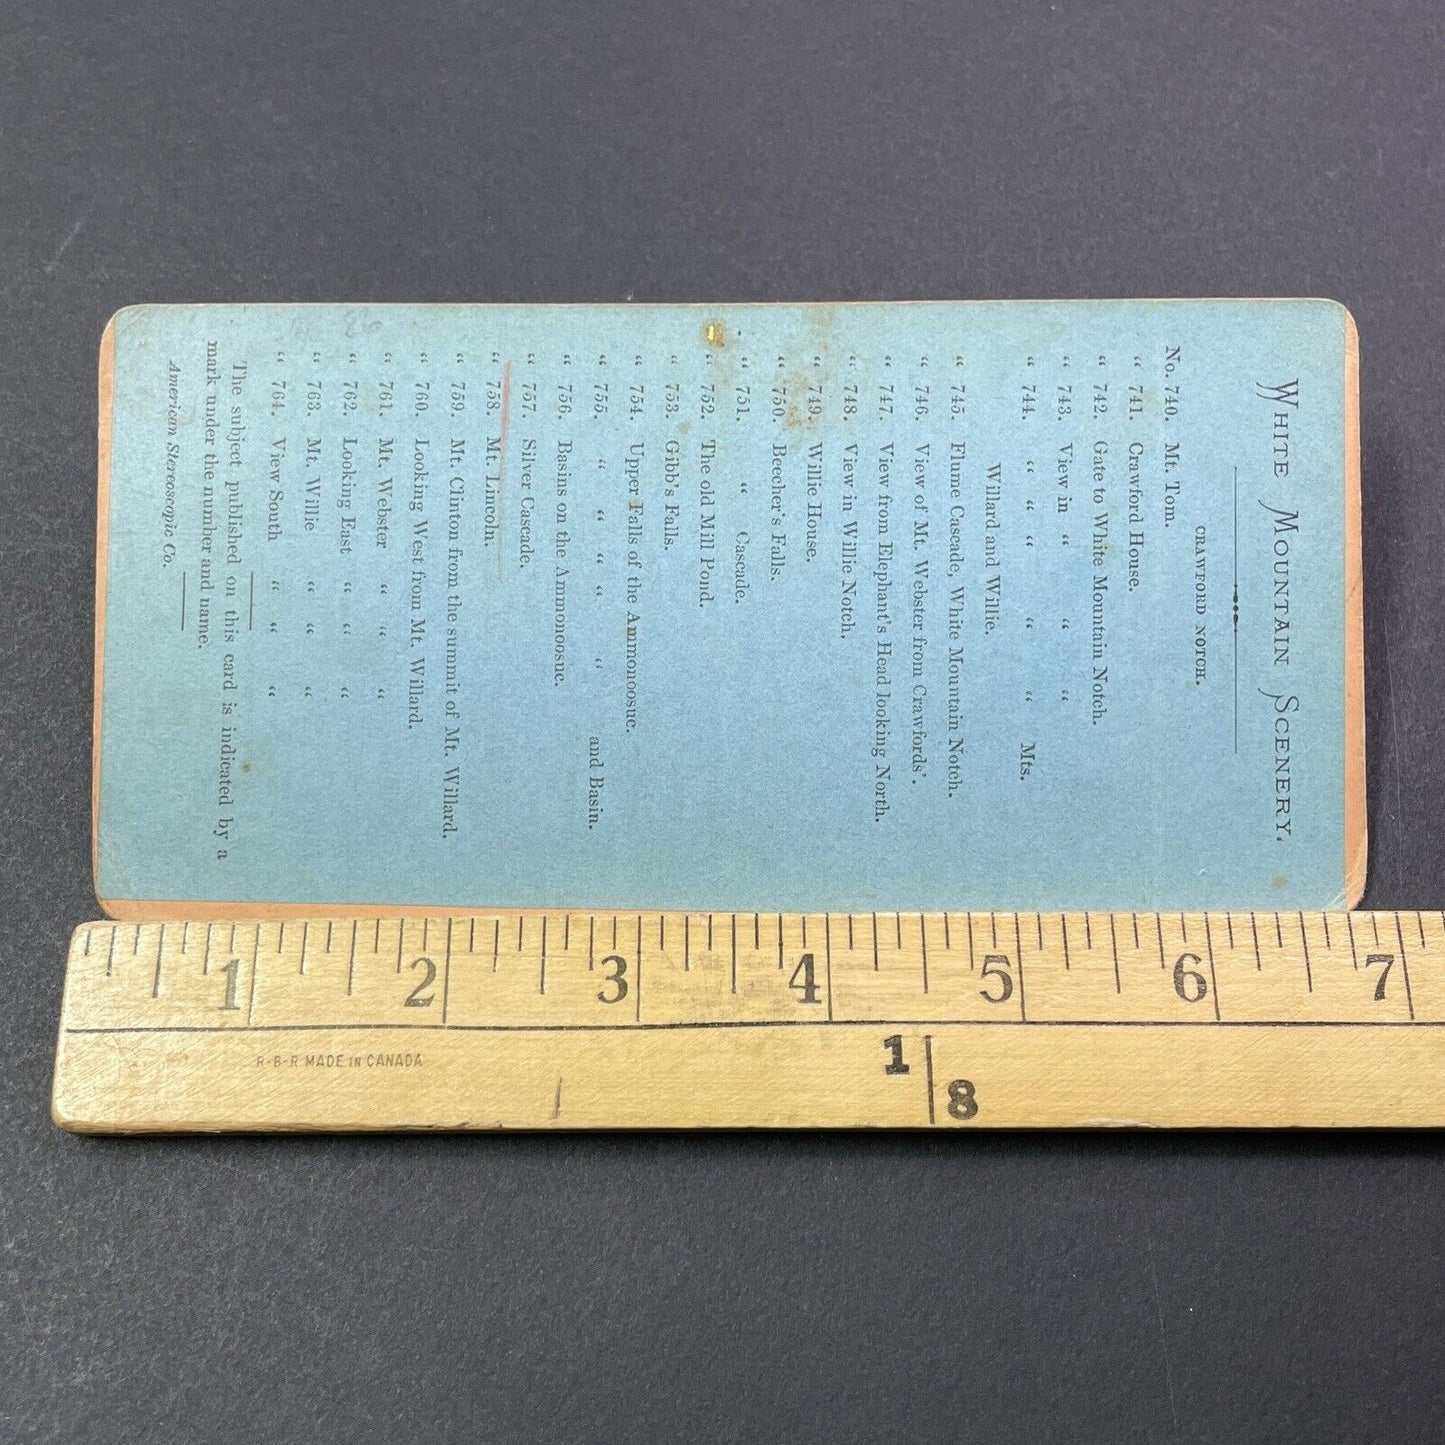 WHITE MOUNTAIN SCENERY.
CRAWFORD NOTCH.
No. 740. Mt. Tom.
“ 741. Crawford House.
“ 742. Gate to White Mountain Notch.
“ 743. View in “ “ “
“ 744. “ “ “ “ “ Mts.
Willard and Willie.
“ 745. Flume Cascade, White Mountain Notch.
“ 746. View of Mt. Webster from Crawfords'.
“ 747. View from Elephant's Head looking North.
“ 748. View in Willie Notch.
“ 749. Willie House.
“ 750. Beecher's Falls.
“ 751. “ Cascade.
“ 752. The old Mill Pond.
“ 753. Gibb's Falls.
“ 754. Upper Falls of the Ammonoosuc.
“ 755. “ “ “ “ “ and Basin.
“ 756. Basins on the Ammonoosuc.
“ 757. Silver Cascade.
“ 758. Mt. Lincoln.
“ 759. Mt. Clinton from the summit of Mt. Willard.
“ 760. Looking West from Mt. Willard.
“ 761. Mt. Webster “ “ “
“ 762. Looking East “ “ “
“ 763. Mt. Willie “ “ “
“ 764. View South “ “ “
The subject published on this card is indicated by a
mark under the number and name.
American Stereoscopic Co.
1 2 3 4 5 6 7
R-B-R MADE IN CANADA
1 8